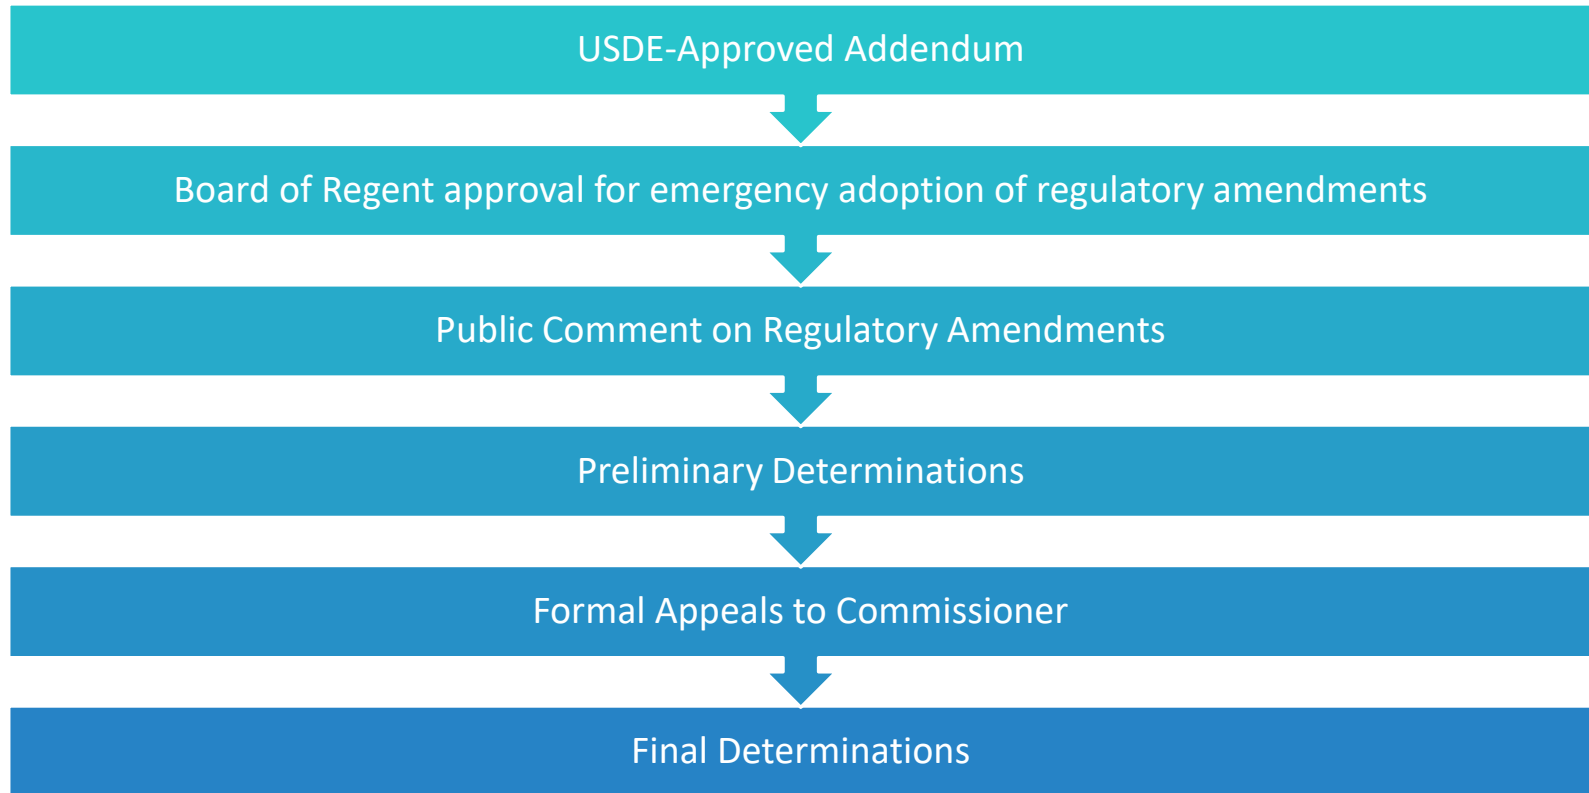 USDE-Approved Addendum
Board of Regent approval for emergency adoption of regulatory amendments
Public Comment on Regulatory Amendments
Preliminary Determinations
Formal Appeals to Commissioner
Final Determinations